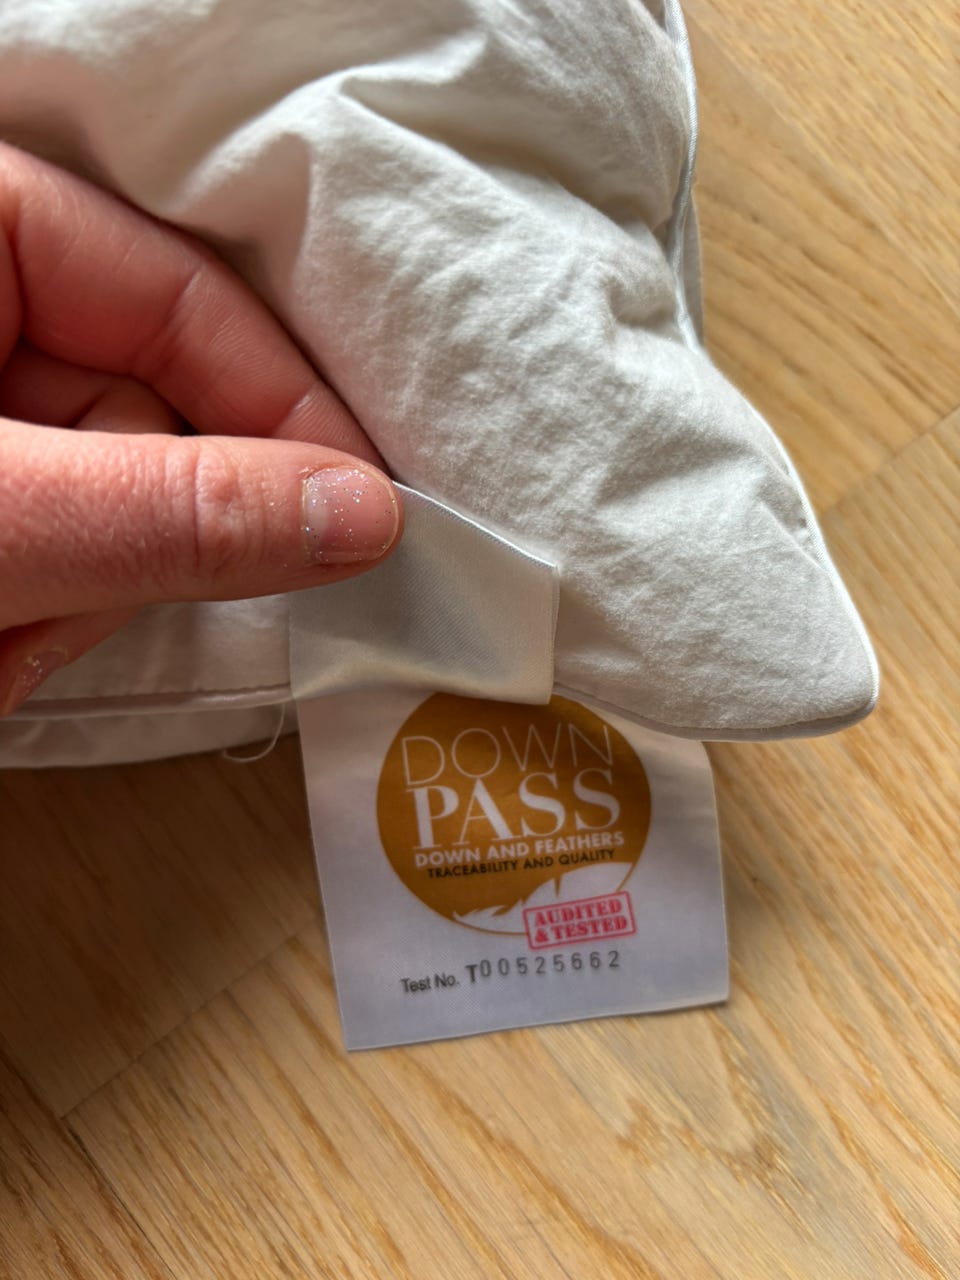 DOWN
PASS
DOWN AND FEATHERS
TRACEABILITY AND QUALITY
AUDITED
& TESTED
Test No. T00525662